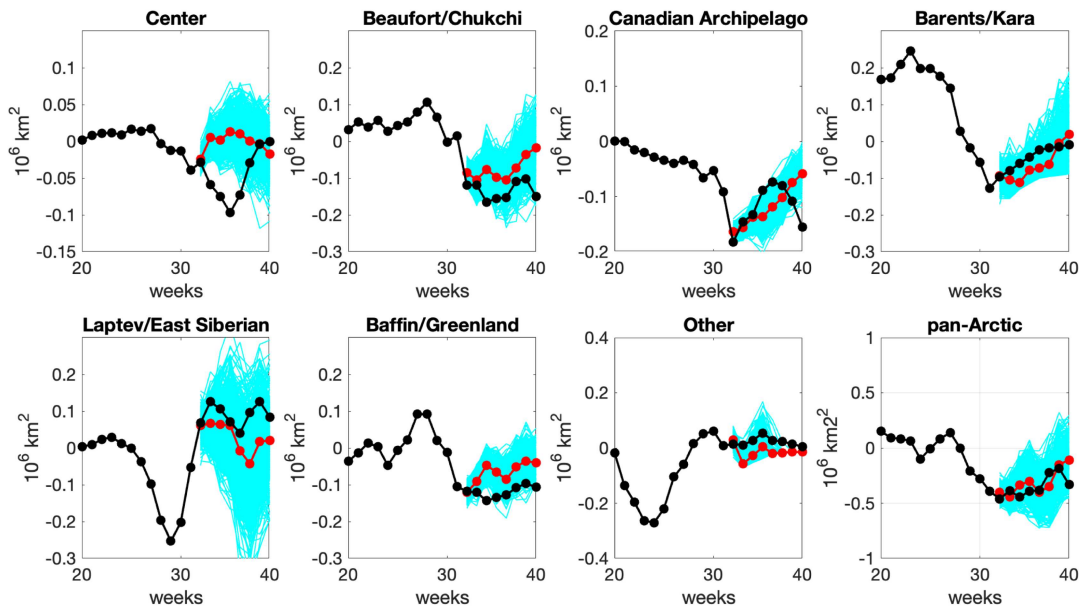 Center
Beaufort/Chukchi
Canadian Archipelago
Barents/Kara
0.1
0.05
0
-0.05
-0.1
-0.15
10⁶ km²
20
30
40
weeks
0.2
0.1
0
-0.1
-0.2
-0.3
10⁶ km²
20
30
40
weeks
0.2
0.1
0
-0.1
-0.2
10⁶ km²
20
30
40
weeks
0.2
0.1
0
-0.1
-0.2
-0.3
10⁶ km²
20
30
40
weeks
Laptev/East Siberian
Baffin/Greenland
Other
pan-Arctic
0.2
0.1
0
-0.1
-0.2
-0.3
10⁶ km²
20
30
40
weeks
0.2
0.1
0
-0.1
-0.2
-0.3
10⁶ km²
20
30
40
weeks
0.4
0.2
0
-0.2
-0.4
10⁶ km²
20
30
40
weeks
1
0.5
0
-0.5
-1
10⁶ km2²
20
30
40
weeks